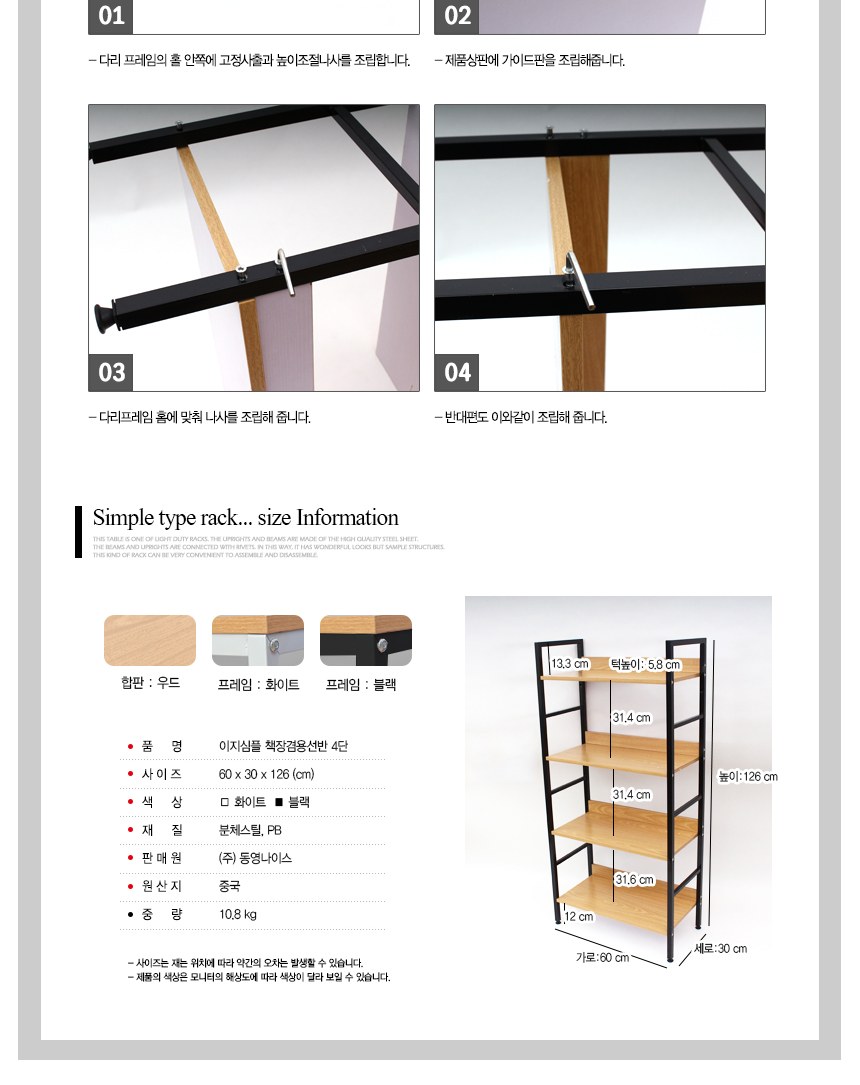 01
02
– 다리 프레임의 홀 안쪽에 고정사출과 높이조절나사를 조립합니다.
– 제품상판에 가이드판을 조립해줍니다.
03
04
– 다리프레임 홈에 맞춰 나사를 조립해 줍니다.
– 반대편도 이와같이 조립해 줍니다.
Simple type rack... size Information
THIS TABLE IS ONE OF LIGHT DUTY RACKS. THE UPRIGHTS AND BEAMS ARE MADE OF THE HIGH QUALITY STEEL SHEET.
THE BEAMS AND UPRIGHTS ARE CONNECTED WITH RIVETS. IN THIS WAY, IT HAS WONDERFUL LOOKS BUT SAMPLE STRUCTURES.
THIS KIND OF RACK CAN BE VERY CONVENIENT TO ASSEMBLE AND DISASSEMBLE.
합판 : 우드
프레임 : 화이트
프레임 : 블랙
• 품 명 이지심플 책장겸용선반 4단
• 사 이 즈 60 x 30 x 126 (cm)
• 색 상 □ 화이트 ■ 블랙
• 재 질 분체스틸, PB
• 판 매 원 (주) 동영나이스
• 원 산 지 중국
• 중 량 10.8 kg
– 사이즈는 재는 위치에 따라 약간의 오차는 발생할 수 있습니다.
– 제품의 색상은 모니터의 해상도에 따라 색상이 달라 보일 수 있습니다.
13.3 cm
턱높이: 5.8 cm
31.4 cm
높이:126 cm
31.4 cm
31.6 cm
12 cm
세로:30 cm
가로:60 cm